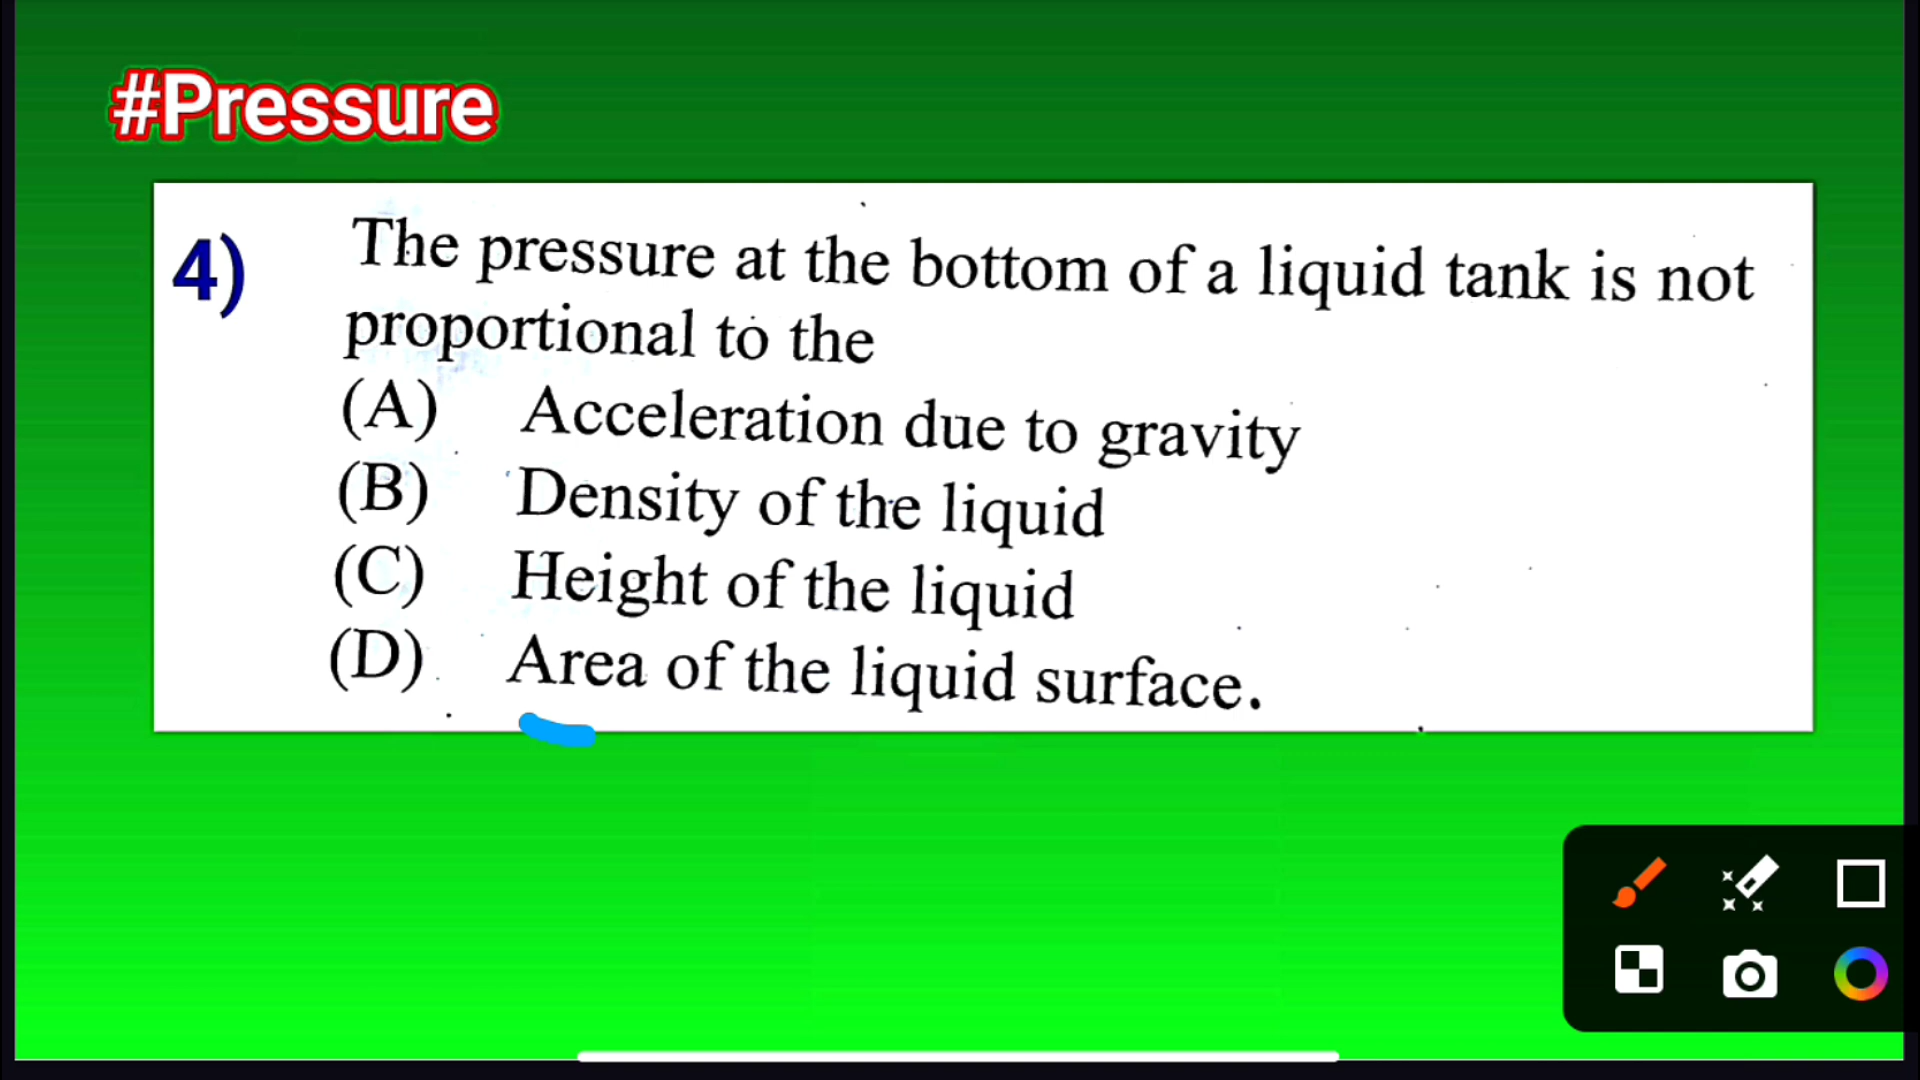 #Pressure
4) The pressure at the bottom of a liquid tank is not
proportional to the
(A) Acceleration due to gravity
(B) Density of the liquid
(C) Height of the liquid
(D) Area of the liquid surface.